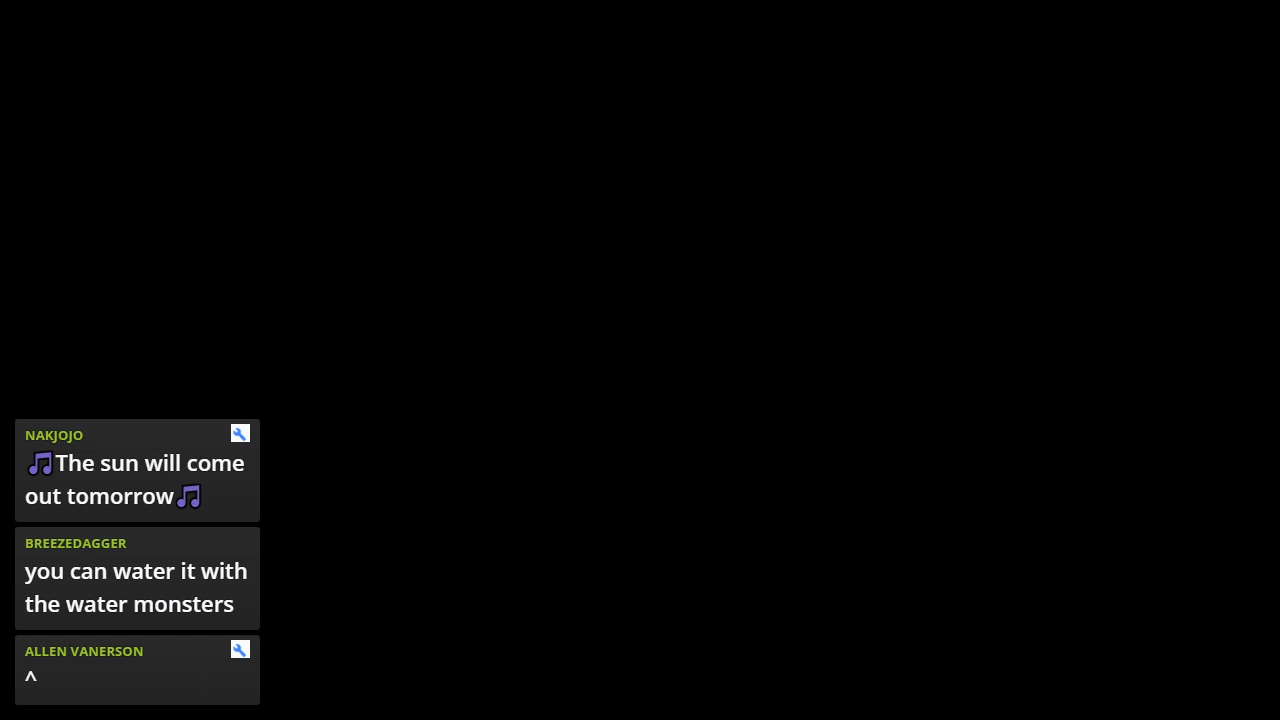 NAKJOJO
🎵The sun will come
out tomorrow🎵
BREEZEDAGGER
you can water it with
the water monsters
ALLEN VANERSON
^